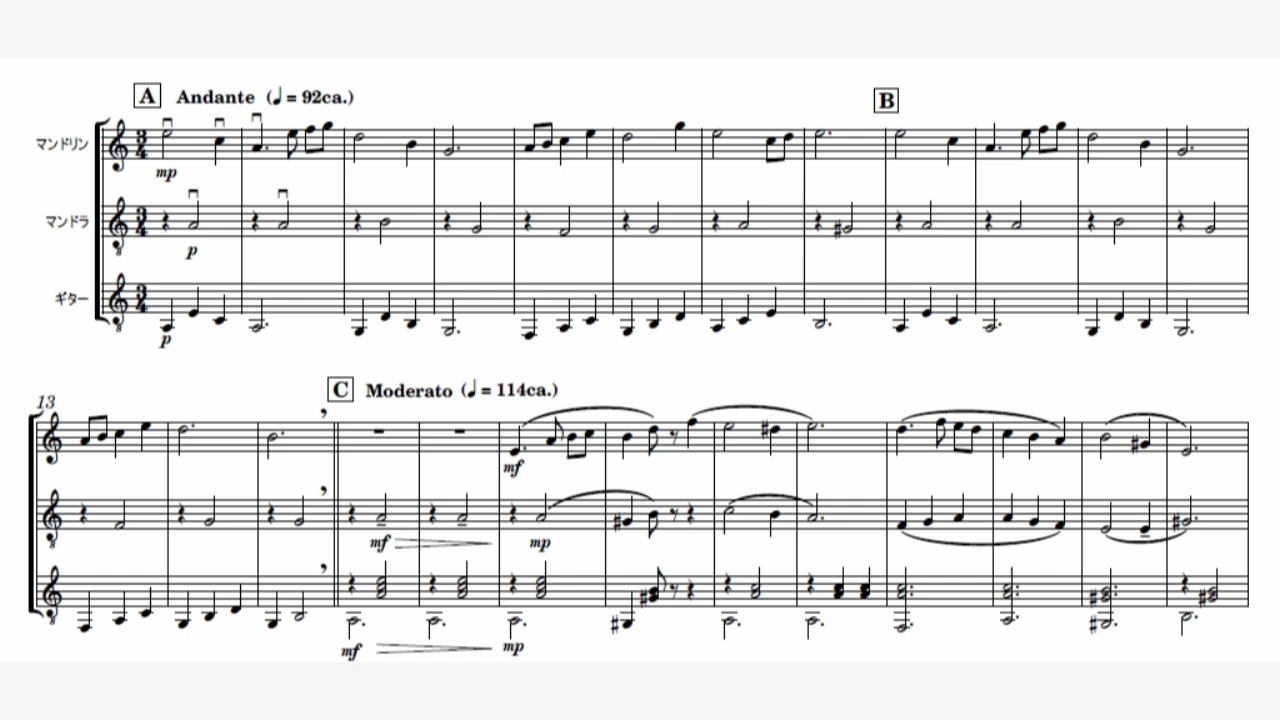 A Andante (♩= 92ca.)
B
マンドリン
mp
マンドラ
p
ギター
p
13
C Moderato (♩= 114ca.)
mf
mf
mp
mf
mp